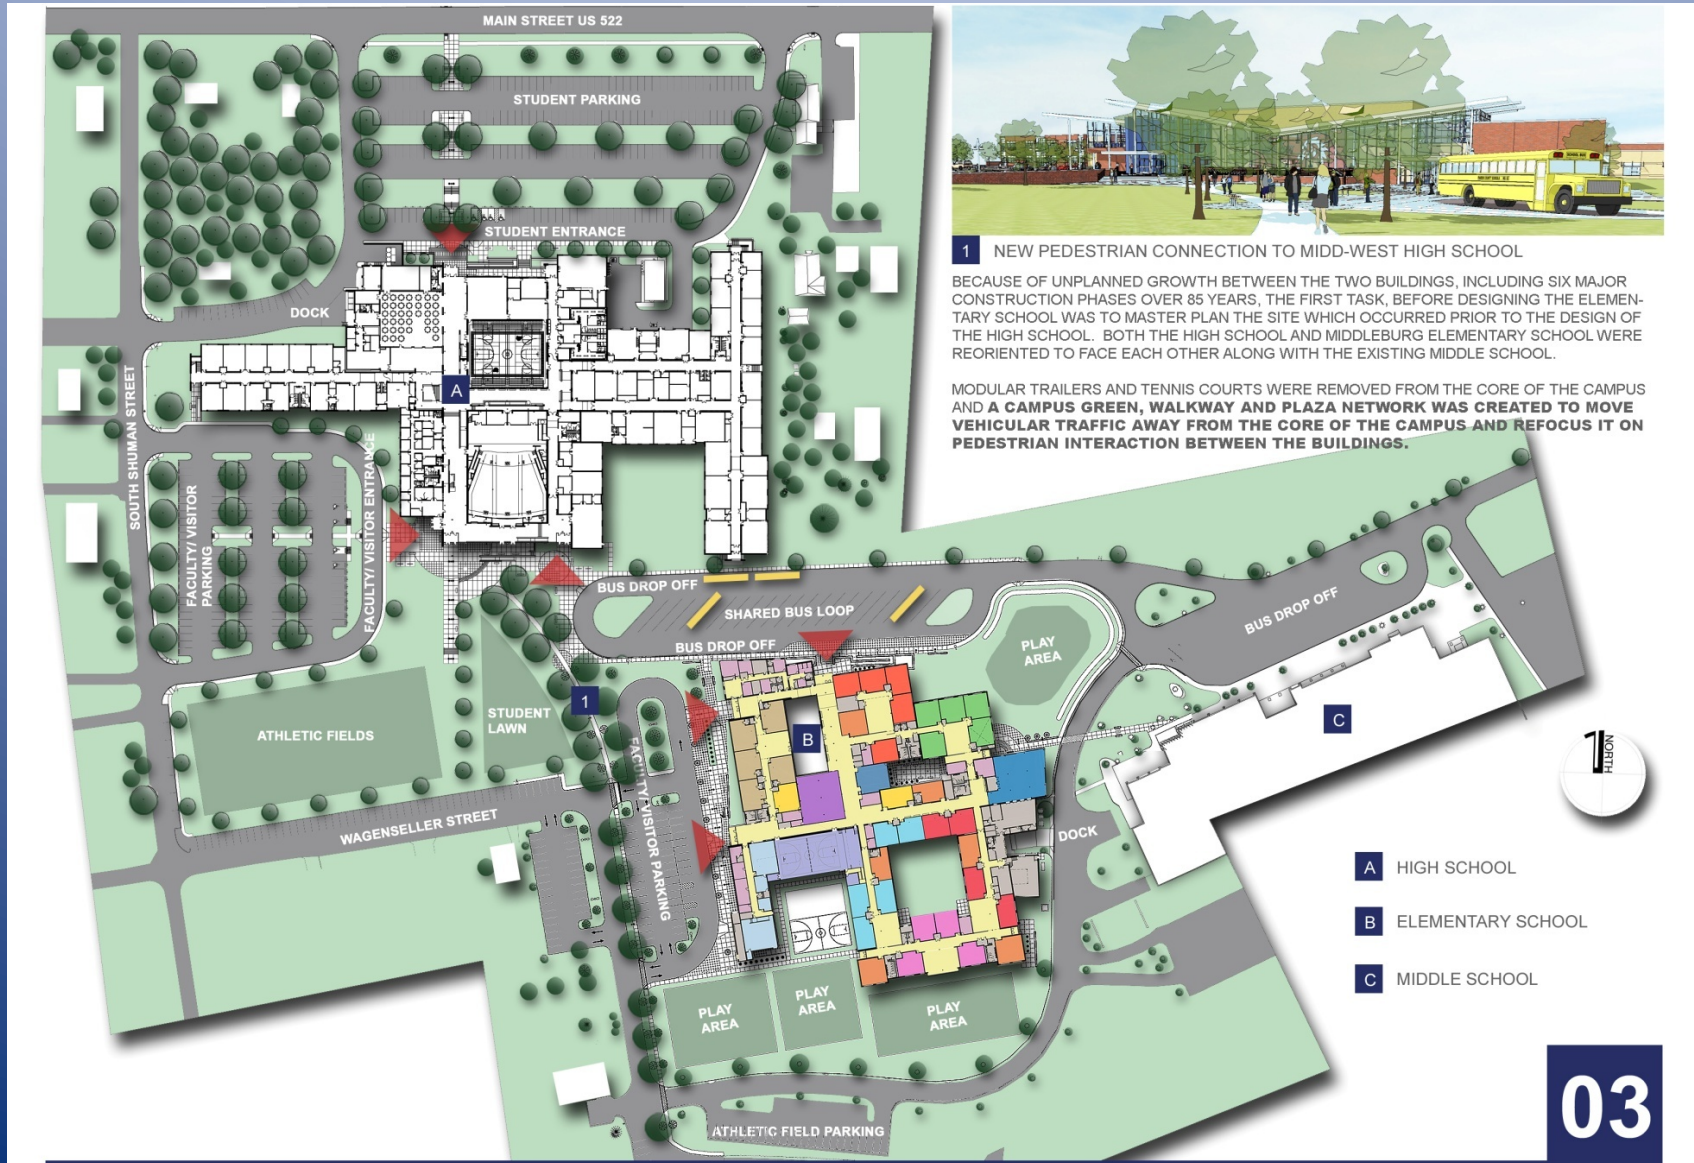 MAIN STREET US 522
STUDENT PARKING
STUDENT ENTRANCE
DOCK
A
SOUTH SHUMAN STREET
FACULTY/ VISITOR
PARKING
FACULTY/ VISITOR ENTRANCE
BUS DROP OFF
SHARED BUS LOOP
BUS DROP OFF
BUS DROP OFF
PLAY
AREA
1
STUDENT
LAWN
ATHLETIC FIELDS
B
C
FACULTY/ VISITOR PARKING
WAGENSELLER STREET
DOCK
PLAY
AREA
PLAY
AREA
PLAY
AREA
ATHLETIC FIELD PARKING
1 NEW PEDESTRIAN CONNECTION TO MIDD-WEST HIGH SCHOOL
BECAUSE OF UNPLANNED GROWTH BETWEEN THE TWO BUILDINGS, INCLUDING SIX MAJOR
CONSTRUCTION PHASES OVER 85 YEARS, THE FIRST TASK, BEFORE DESIGNING THE ELEMEN-
TARY SCHOOL WAS TO MASTER PLAN THE SITE WHICH OCCURRED PRIOR TO THE DESIGN OF
THE HIGH SCHOOL. BOTH THE HIGH SCHOOL AND MIDDLEBURG ELEMENTARY SCHOOL WERE
REORIENTED TO FACE EACH OTHER ALONG WITH THE EXISTING MIDDLE SCHOOL.
MODULAR TRAILERS AND TENNIS COURTS WERE REMOVED FROM THE CORE OF THE CAMPUS
AND A CAMPUS GREEN, WALKWAY AND PLAZA NETWORK WAS CREATED TO MOVE
VEHICULAR TRAFFIC AWAY FROM THE CORE OF THE CAMPUS AND REFOCUS IT ON
PEDESTRIAN INTERACTION BETWEEN THE BUILDINGS.
NORTH
A HIGH SCHOOL
B ELEMENTARY SCHOOL
C MIDDLE SCHOOL
03